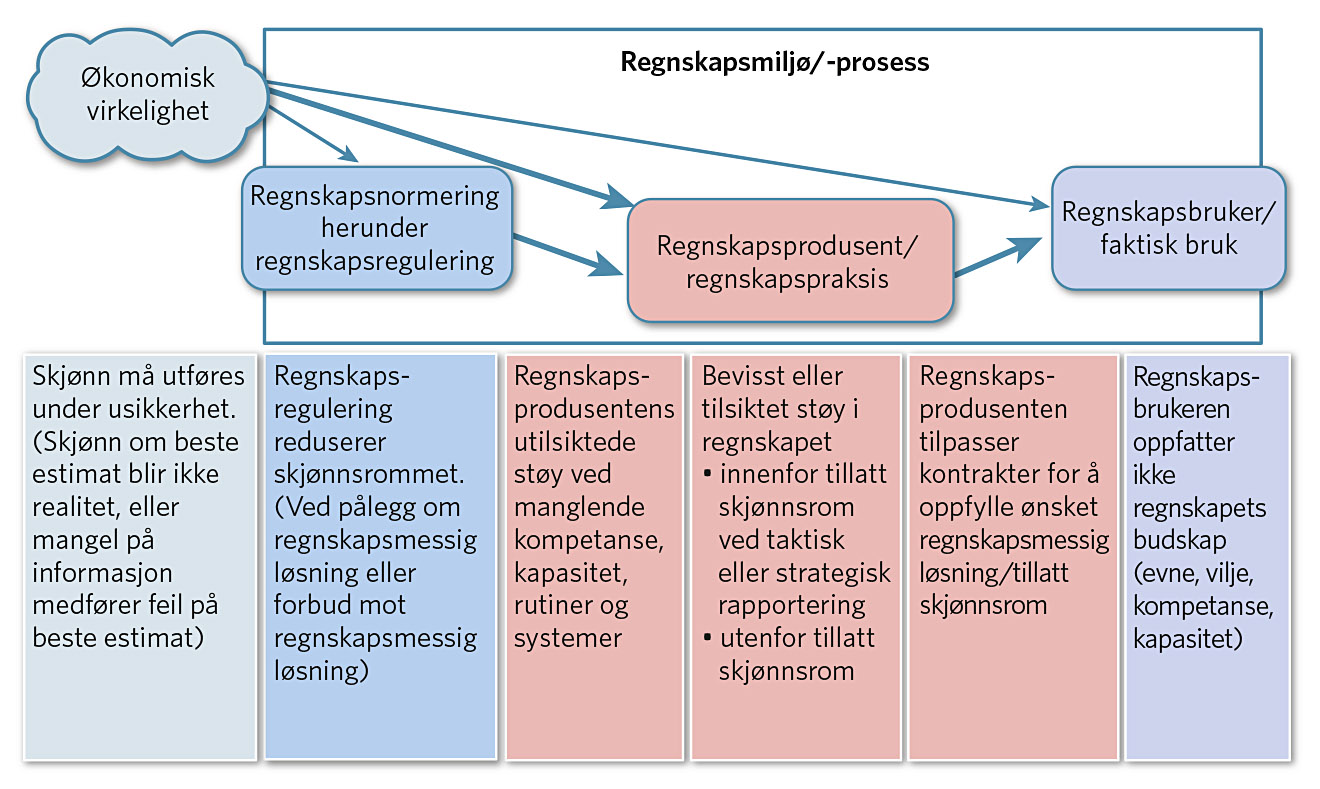 Økonomisk
virkelighet
Regnskapsmiljø/-prosess
Regnskapsnormering
herunder
regnskapsregulering
Regnskapsprodusent/
regnskapspraksis
Regnskapsbruker/
faktisk bruk
Skjønn må utføres
under usikkerhet.
(Skjønn om beste
estimat blir ikke
realitet, eller
mangel på
informasjon
medfører feil på
beste estimat)
Regnskaps-
regulering
reduserer
skjønnsrommet.
(Ved pålegg om
regnskapsmessig
løsning eller
forbud mot
regnskapsmessig
løsning)
Regnskaps-
produsentens
utilsiktede
støy ved
manglende
kompetanse,
kapasitet,
rutiner og
systemer
Bevisst eller
tilsiktet støy i
regnskapet
• innenfor tillatt
skjønnsrom
ved taktisk
eller strategisk
rapportering
• utenfor tillatt
skjønnsrom
Regnskaps-
produsenten
tilpasser
kontrakter for å
oppfylle ønsket
regnskapsmessig
løsning/tillatt
skjønnsrom
Regnskaps-
brukeren
oppfatter
ikke
regnskapets
budskap
(evne, vilje,
kompetanse,
kapasitet)